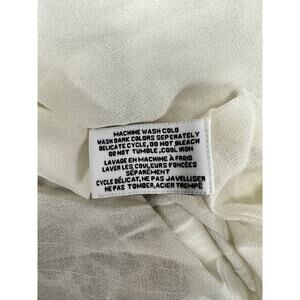 MACHINE WASH COLD
WASH DARK COLORS SEPERATELY
DELICATE CYCLE, DO NOT BLEACH
DO NOT TUMBLE ,COOL IRON
LAVAGE EN MACHINE À FROID
LAVER LES COULEURS FONCÉES
SÉPARÉMENT
CYCLE DÉLICAT, NE PAS JAVELLISER
NE PAS TOMBER, ACIER TREMPÉ